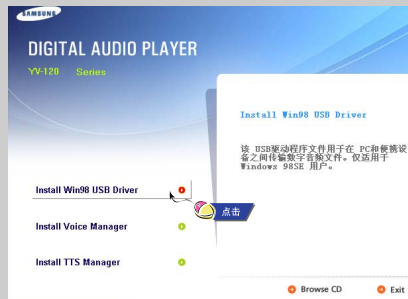 SAMSUNG
DIGITAL AUDIO PLAYER
YV-120 Series
Install Win98 USB Driver
该 USB驱动程序文件用于在 PC和便携设
备之间传输数字音频文件。仅适用于
Windows 98SE 用户。
Install Win98 USB Driver
点击
Install Voice Manager
Install TTS Manager
Browse CD
Exit